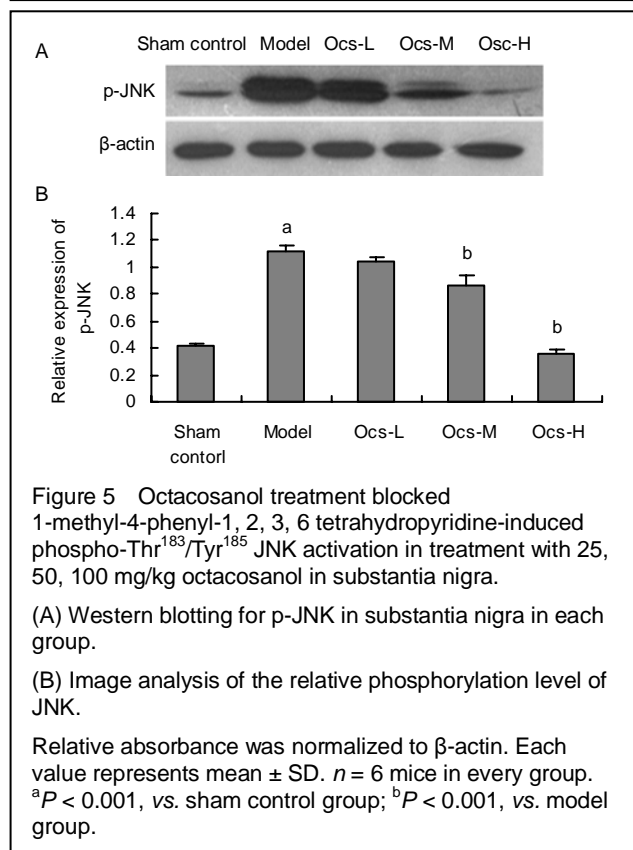 A
Sham control Model Ocs-L Ocs-M Osc-H
p-JNK
β-actin
B
Relative expression of
p-JNK
1.4
1.2
1
0.8
0.6
0.4
0.2
0
a
b
b
Sham
contorl
Model
Ocs-L
Ocs-M
Ocs-H
Figure 5 Octacosanol treatment blocked
1-methyl-4-phenyl-1, 2, 3, 6 tetrahydropyridine-induced
phospho-Thr¹⁸³/Tyr¹⁸⁵ JNK activation in treatment with 25,
50, 100 mg/kg octacosanol in substantia nigra.
(A) Western blotting for p-JNK in substantia nigra in each
group.
(B) Image analysis of the relative phosphorylation level of
JNK.
Relative absorbance was normalized to β-actin. Each
value represents mean ± SD. n = 6 mice in every group.
ᵃP < 0.001, vs. sham control group; ᵇP < 0.001, vs. model
group.